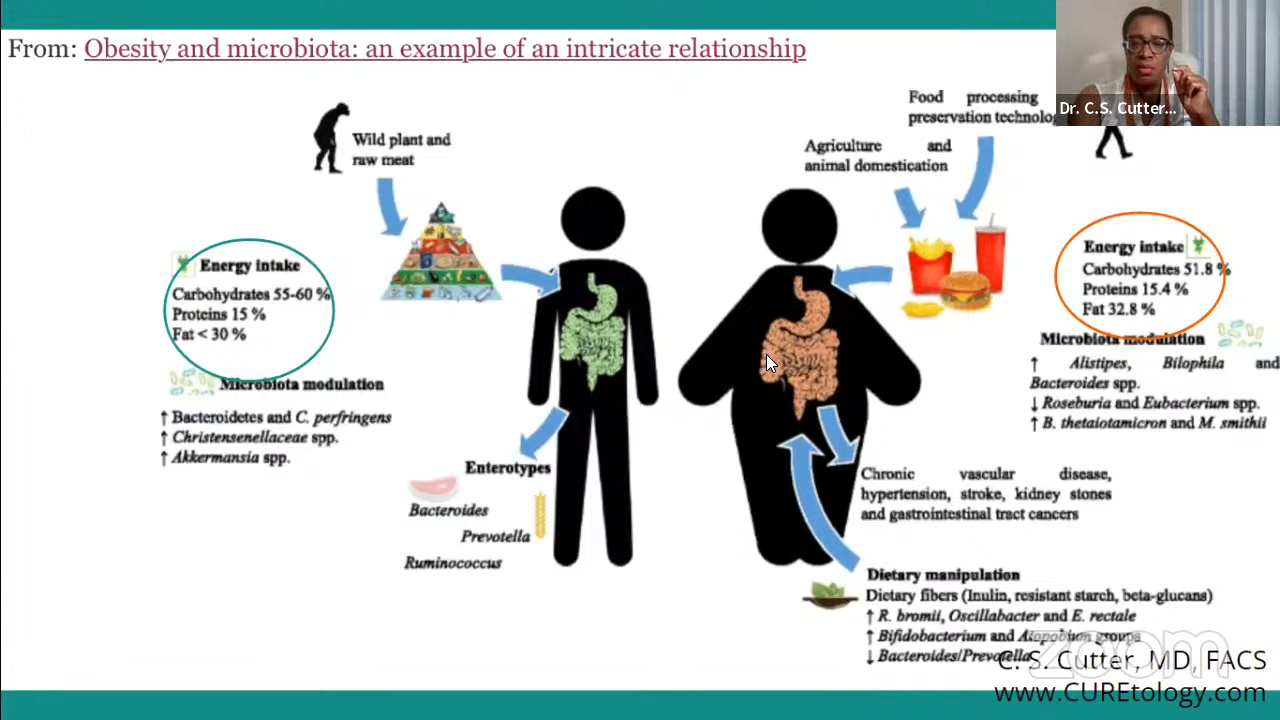 From: Obesity and microbiota: an example of an intricate relationship
Dr. C.S. Cutter...
Wild plant and
raw meat
Food processing
preservation technolog
Agriculture and
animal domestication
Energy intake
Carbohydrates 55-60 %
Proteins 15 %
Fat < 30 %
Microbiota modulation
↑ Bacteroidetes and C. perfringens
↑ Christensenellaceae spp.
↑ Akkermansia spp.
Enterotypes
Bacteroides
Prevotella
Ruminococcus
Energy intake
Carbohydrates 51.8 %
Proteins 15.4 %
Fat 32.8 %
Microbiota modulation
↑ Alistipes, Bilophila and
Bacteroides spp.
↓ Roseburia and Eubacterium spp.
↑ B. thetaiotamicron and M. smithii
Chronic vascular disease,
hypertension, stroke, kidney stones
and gastrointestinal tract cancers
Dietary manipulation
Dietary fibers (Inulin, resistant starch, beta-glucans)
↑ R. bromii, Oscillabacter and E. rectale
↑ Bifidobacterium and Atopobium groups
↓ Bacteroides/Prevotella
zoom
C. S. Cutter, MD, FACS
www.CUREtology.com